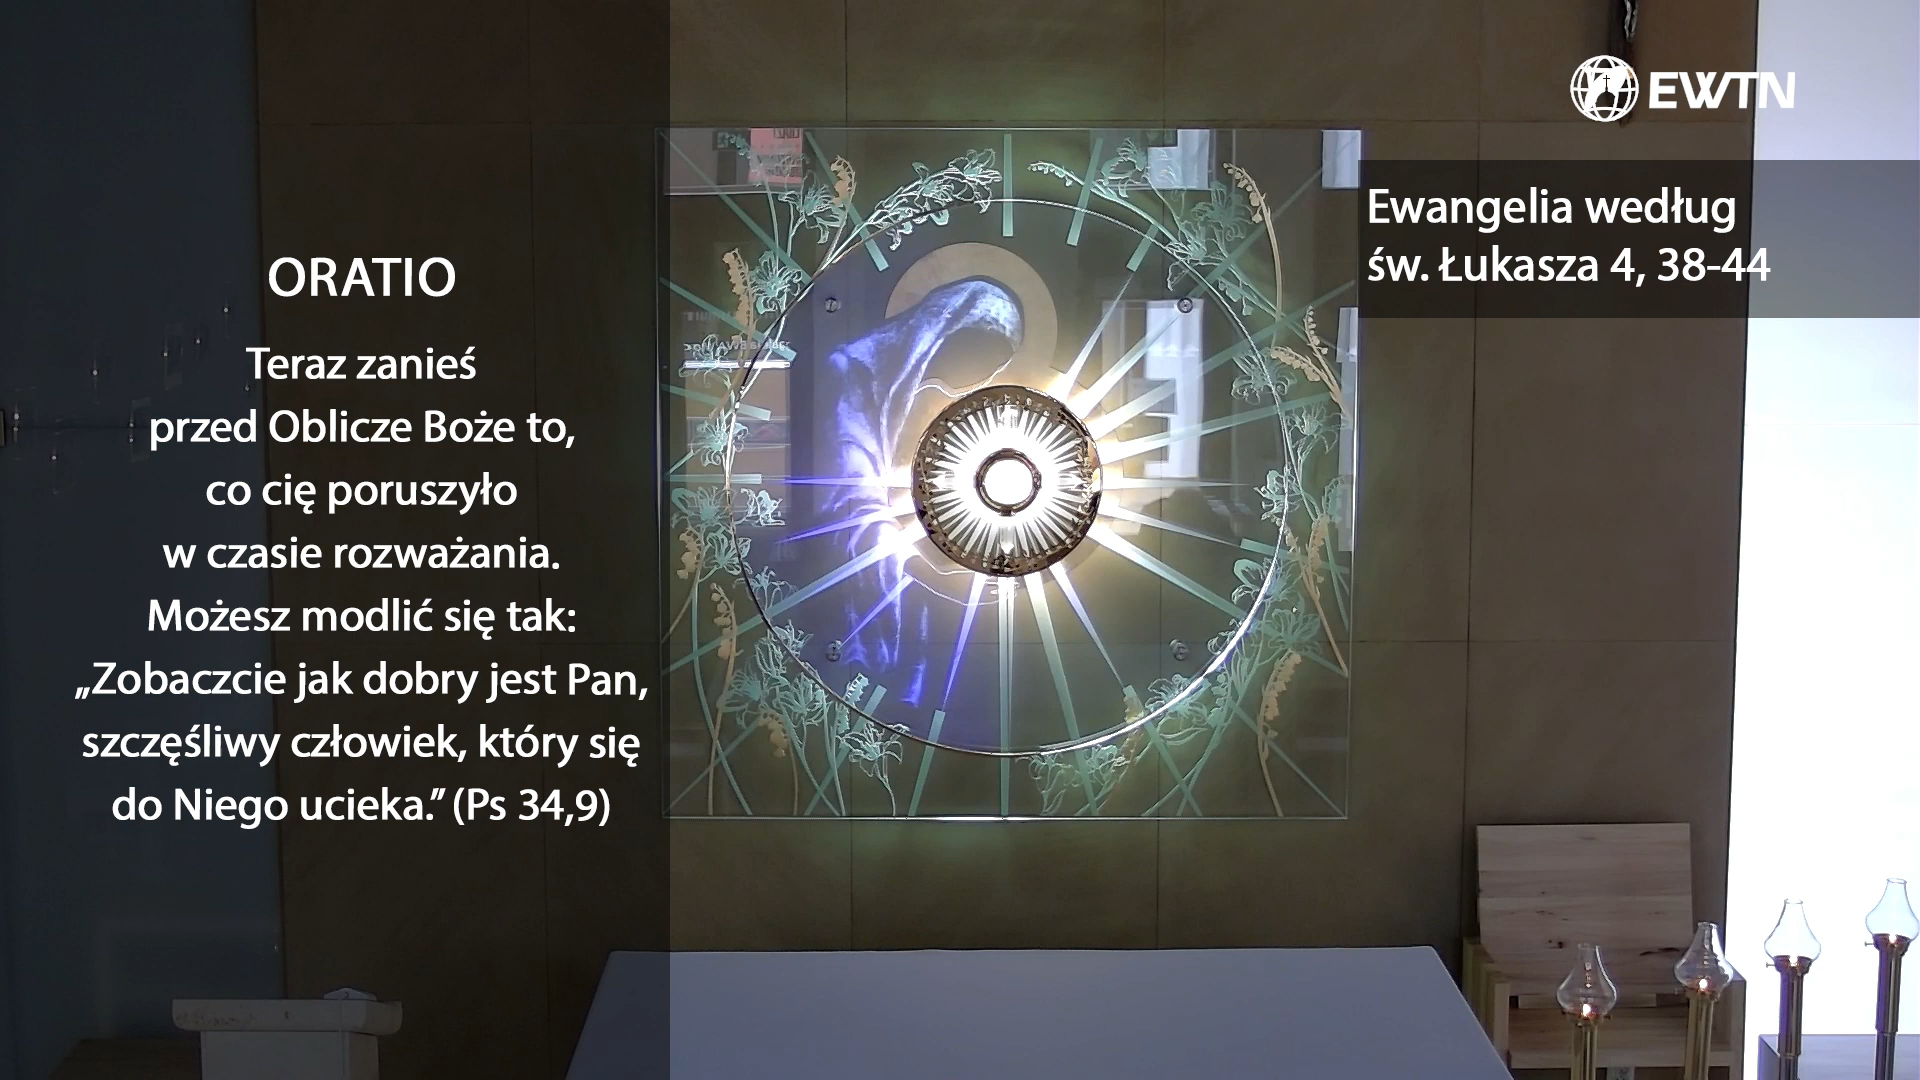 EWTN
Ewangelia według
św. Łukasza 4, 38-44
ORATIO
Teraz zanieś
przed Oblicze Boże to,
co cię poruszyło
w czasie rozważania.
Możesz modlić się tak:
„Zobaczcie jak dobry jest Pan,
szczęśliwy człowiek, który się
do Niego ucieka.” (Ps 34,9)